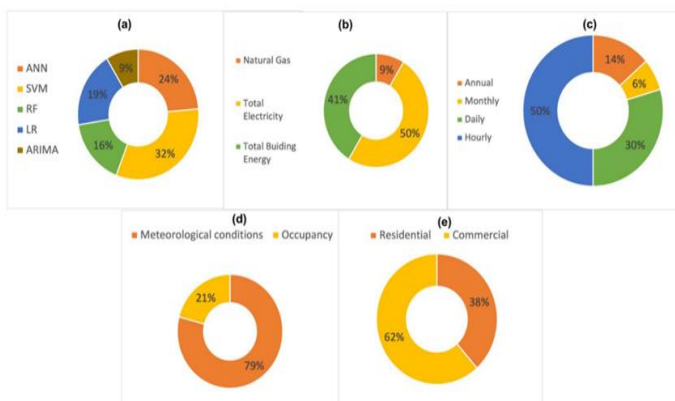 (a)
ANN
SVM
RF
LR
ARIMA
9%
24%
19%
16%
32%
(b)
Natural Gas
Total
Electricity
Total Buiding
Energy
9%
41%
50%
(c)
Annual
Monthly
Daily
Hourly
14%
6%
50%
30%
(d)
Meteorological conditions Occupancy
21%
79%
(e)
Residential Commercial
38%
62%